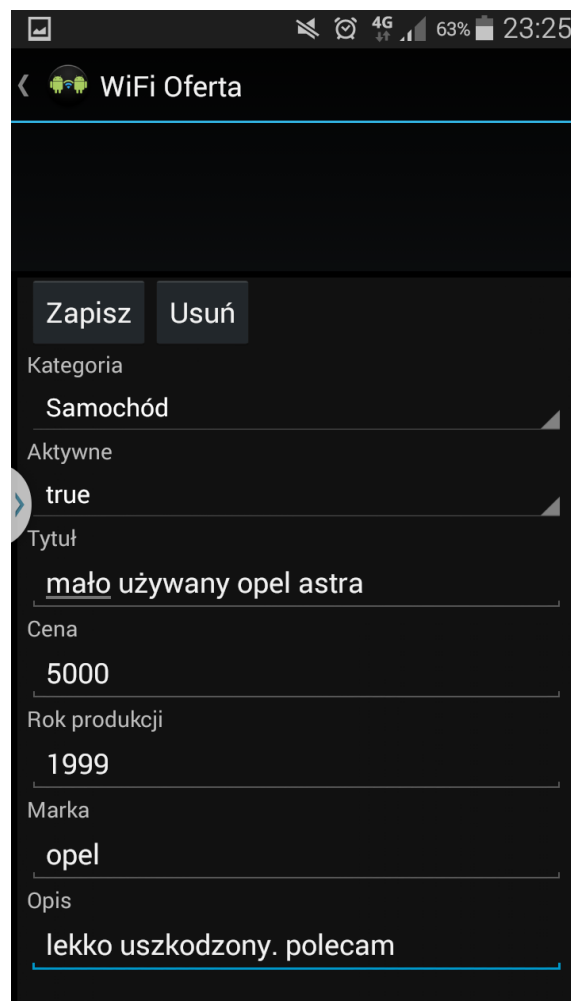 4G 63% 23:25
WiFi Oferta
Zapisz Usuń
Kategoria
Samochód
Aktywne
true
Tytuł
mało używany opel astra
Cena
5000
Rok produkcji
1999
Marka
opel
Opis
lekko uszkodzony. polecam